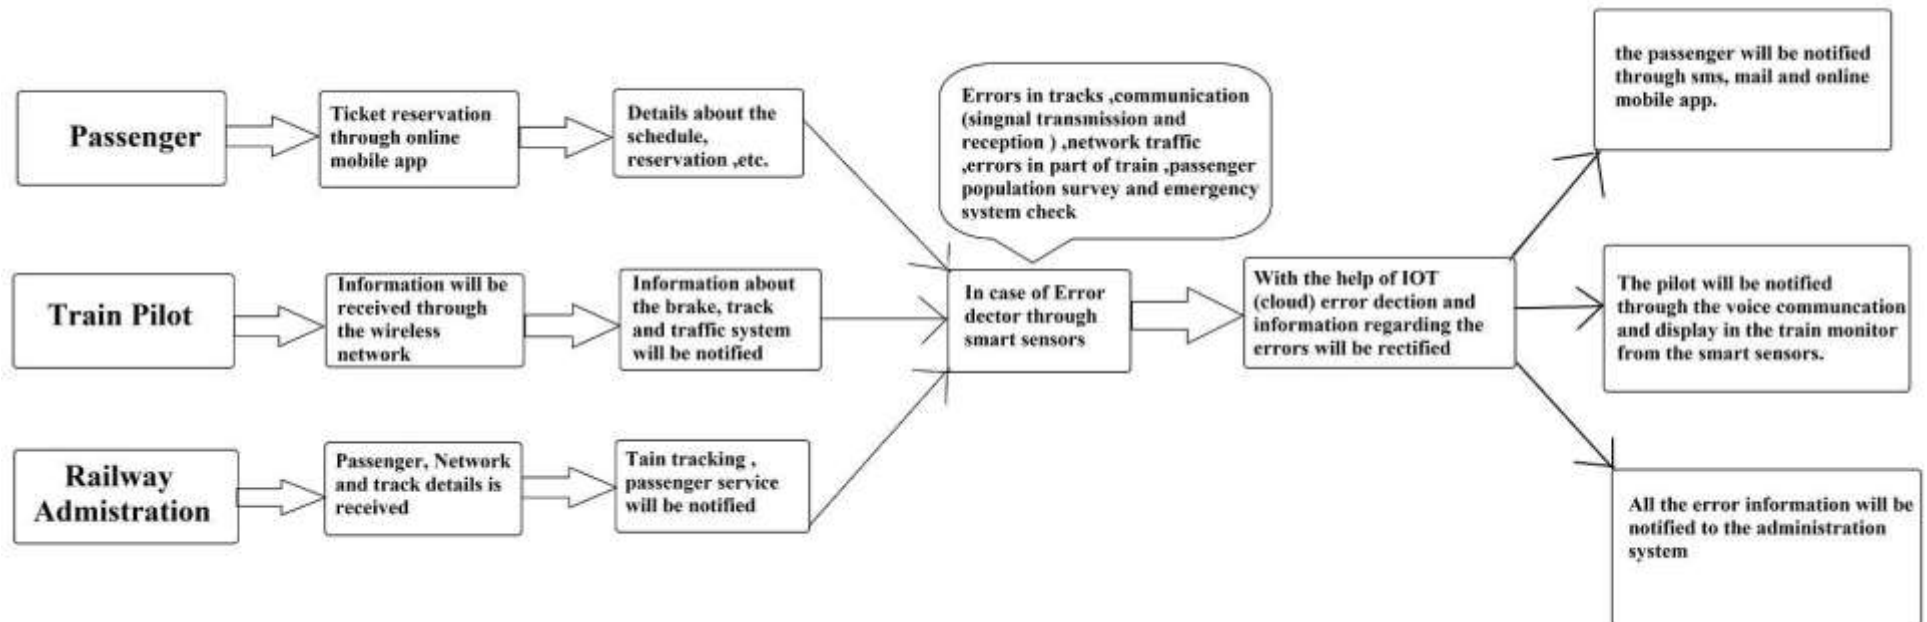 Passenger
Ticket reservation
through online
mobile app
Details about the
schedule,
reservation ,etc.
Errors in tracks ,communication
(singnal transmission and
reception ) ,network traffic
,errors in part of train ,passenger
population survey and emergency
system check
the passenger will be notified
through sms, mail and online
mobile app.
Train Pilot
Information will be
received through
the wireless
network
Information about
the brake, track
and traffic system
will be notified
In case of Error
dector through
smart sensors
With the help of IOT
(cloud) error dection and
information regarding the
errors will be rectified
The pilot will be notified
through the voice communcation
and display in the train monitor
from the smart sensors.
Railway
Admistration
Passenger, Network
and track details is
received
Tain tracking ,
passenger service
will be notified
All the error information will be
notified to the administration
system